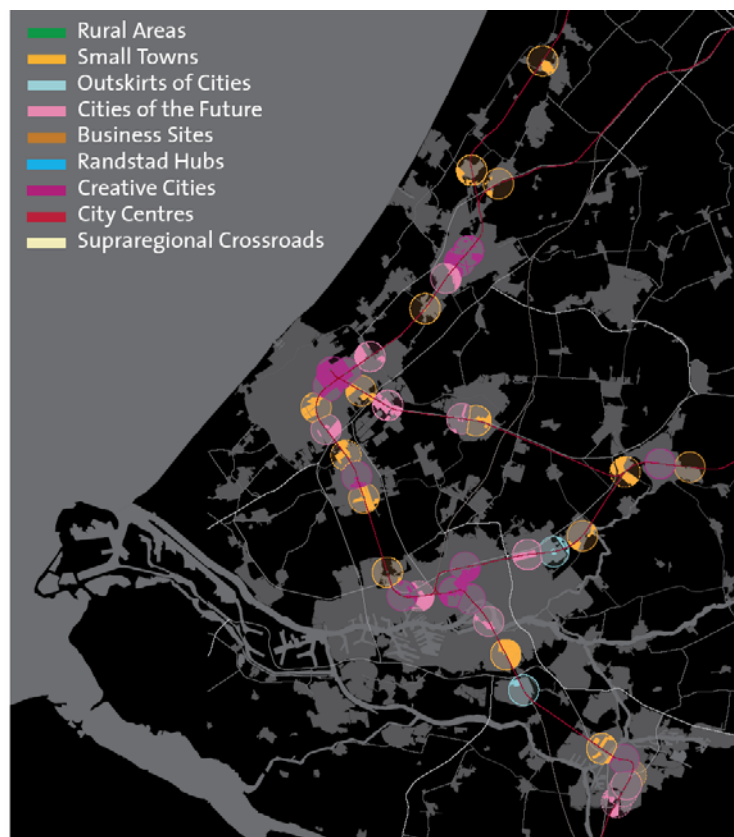 Rural Areas
Small Towns
Outskirts of Cities
Cities of the Future
Business Sites
Randstad Hubs
Creative Cities
City Centres
Supraregional Crossroads